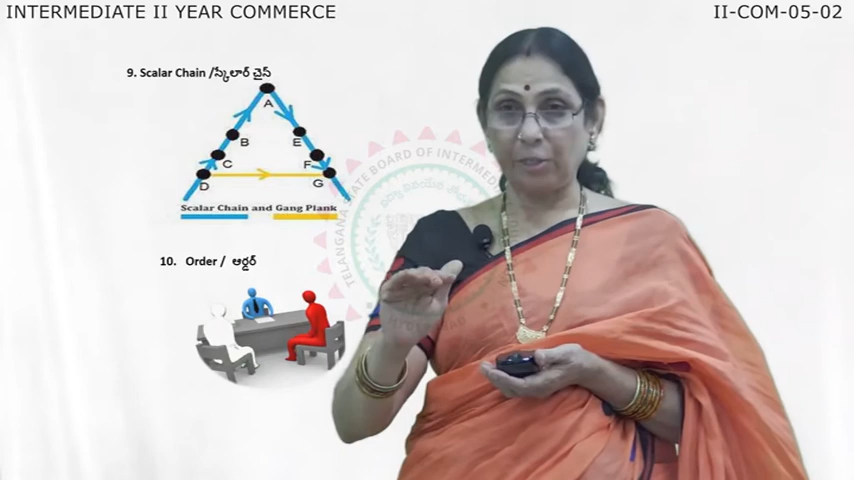 INTERMEDIATE II YEAR COMMERCE
II-COM-05-02
9. Scalar Chain /స్కేలార్ చైన్
A
B
E
C
F
D
G
Scalar Chain and Gang Plank
10. Order / ఆర్డర్
TELANGANA STATE BOARD OF INTERMED